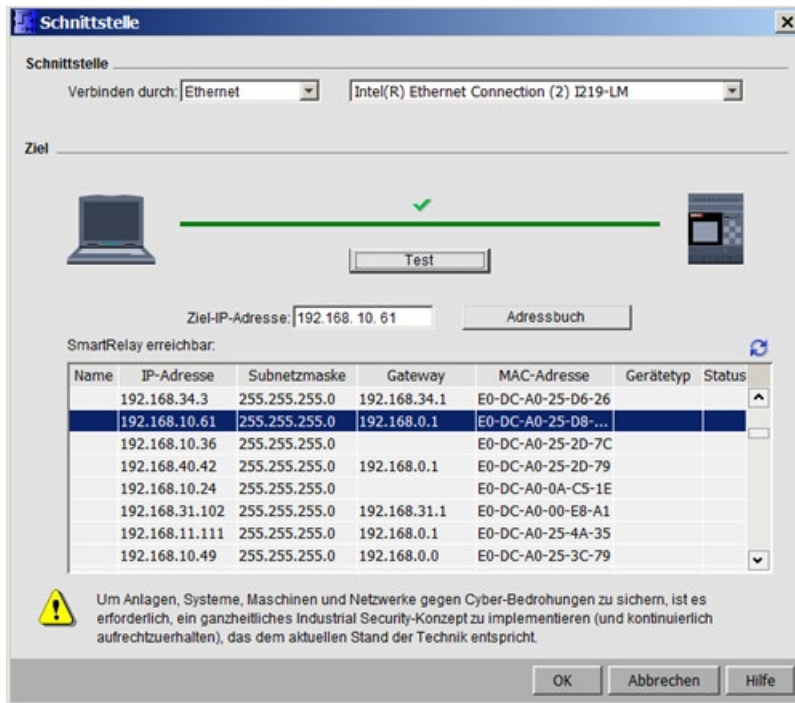 Schnittstelle
Schnittstelle
Verbinden durch: Ethernet Intel(R) Ethernet Connection (2) I219-LM
Ziel
Test
Ziel-IP-Adresse: 192.168. 10. 61 Adressbuch
SmartRelay erreichbar:
Name IP-Adresse Subnetzmaske Gateway MAC-Adresse Gerätetyp Status
192.168.34.3 255.255.255.0 192.168.34.1 E0-DC-A0-25-D6-26
192.168.10.61 255.255.255.0 192.168.0.1 E0-DC-A0-25-D8-...
192.168.10.36 255.255.255.0 E0-DC-A0-25-2D-7C
192.168.40.42 255.255.255.0 192.168.0.1 E0-DC-A0-25-2D-79
192.168.10.24 255.255.255.0 E0-DC-A0-0A-C5-1E
192.168.31.102 255.255.255.0 192.168.31.1 E0-DC-A0-00-E8-A1
192.168.11.111 255.255.255.0 192.168.0.1 E0-DC-A0-25-4A-35
192.168.10.49 255.255.255.0 192.168.0.0 E0-DC-A0-25-3C-79
Um Anlagen, Systeme, Maschinen und Netzwerke gegen Cyber-Bedrohungen zu sichern, ist es
erforderlich, ein ganzheitliches Industrial Security-Konzept zu implementieren (und kontinuierlich
aufrechtzuerhalten), das dem aktuellen Stand der Technik entspricht.
OK Abbrechen Hilfe